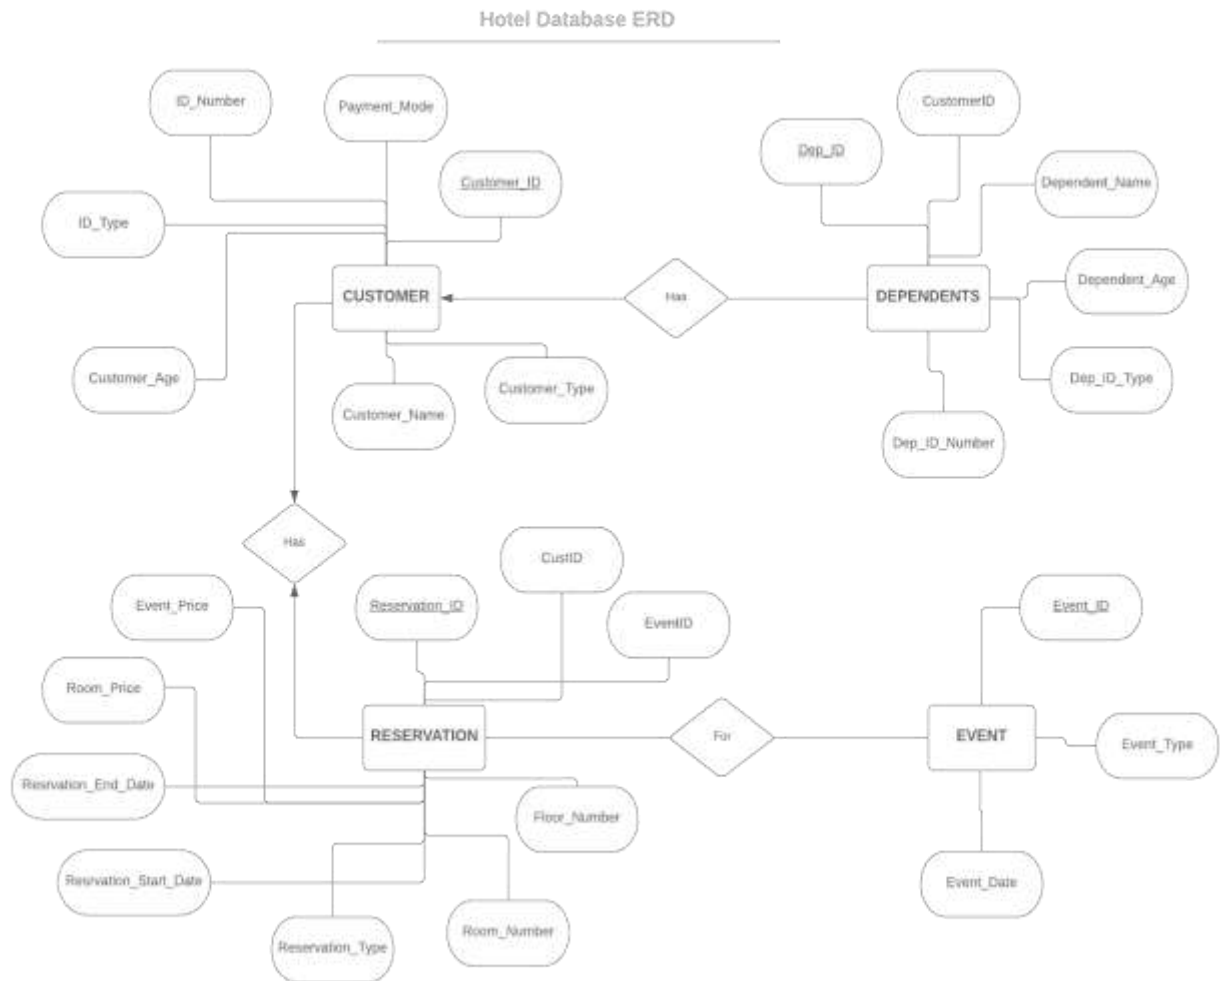 Hotel Database ERD
ID_Number
Payment_Mode
CustomerID
Dep_ID
Customer_ID
Dependent_Name
ID_Type
Dependent_Age
CUSTOMER
Has
DEPENDENTS
Customer_Age
Customer_Type
Dep_ID_Type
Customer_Name
Dep_ID_Number
Has
CustID
Event_Price
Reservation_ID
EventID
Event_ID
Room_Price
RESERVATION
For
EVENT
Event_Type
Resrvation_End_Date
Floor_Number
Resrvation_Start_Date
Event_Date
Reservation_Type
Room_Number